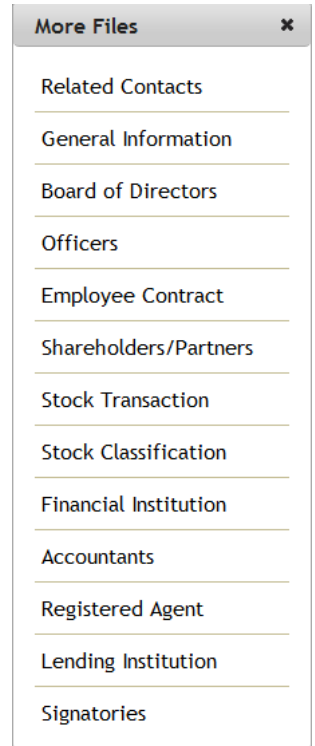 More Files
Related Contacts
General Information
Board of Directors
Officers
Employee Contract
Shareholders/Partners
Stock Transaction
Stock Classification
Financial Institution
Accountants
Registered Agent
Lending Institution
Signatories